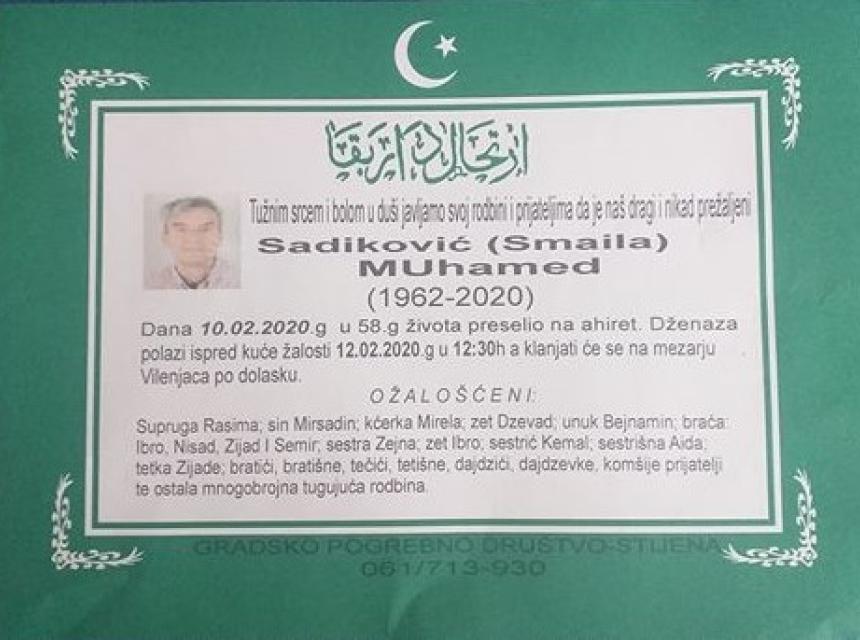 ارتحال دار بقا
Tužnim srcem i bolom u duši javljamo svoj rodbini i prijateljima da je naš dragi i nikad prežaljeni
Sadiković (Smaila)
MUhamed
(1962-2020)
Dana 10.02.2020.g u 58.g života preselio na ahiret. Dženaza
polazi ispred kuće žalosti 12.02.2020.g u 12:30h a klanjati će se na mezarju
Vilenjaca po dolasku.
OŽALOŠĆENI:
Supruga Rasima; sin Mirsadin; kćerka Mirela; zet Dzevad; unuk Bejnamin; braća:
Ibro, Nisad, Zijad I Semir; sestra Zejna; zet Ibro; sestrić Kemal; sestrišna Aida;
tetka Zijade; bratići, bratišne, tečići, tetišne, dajdzići, dajdzevke, komšije prijatelji
te ostala mnogobrojna tugujuća rodbina.
GRADSKO POGREBNO DRUŠTVO-STIJENA
061/713-930